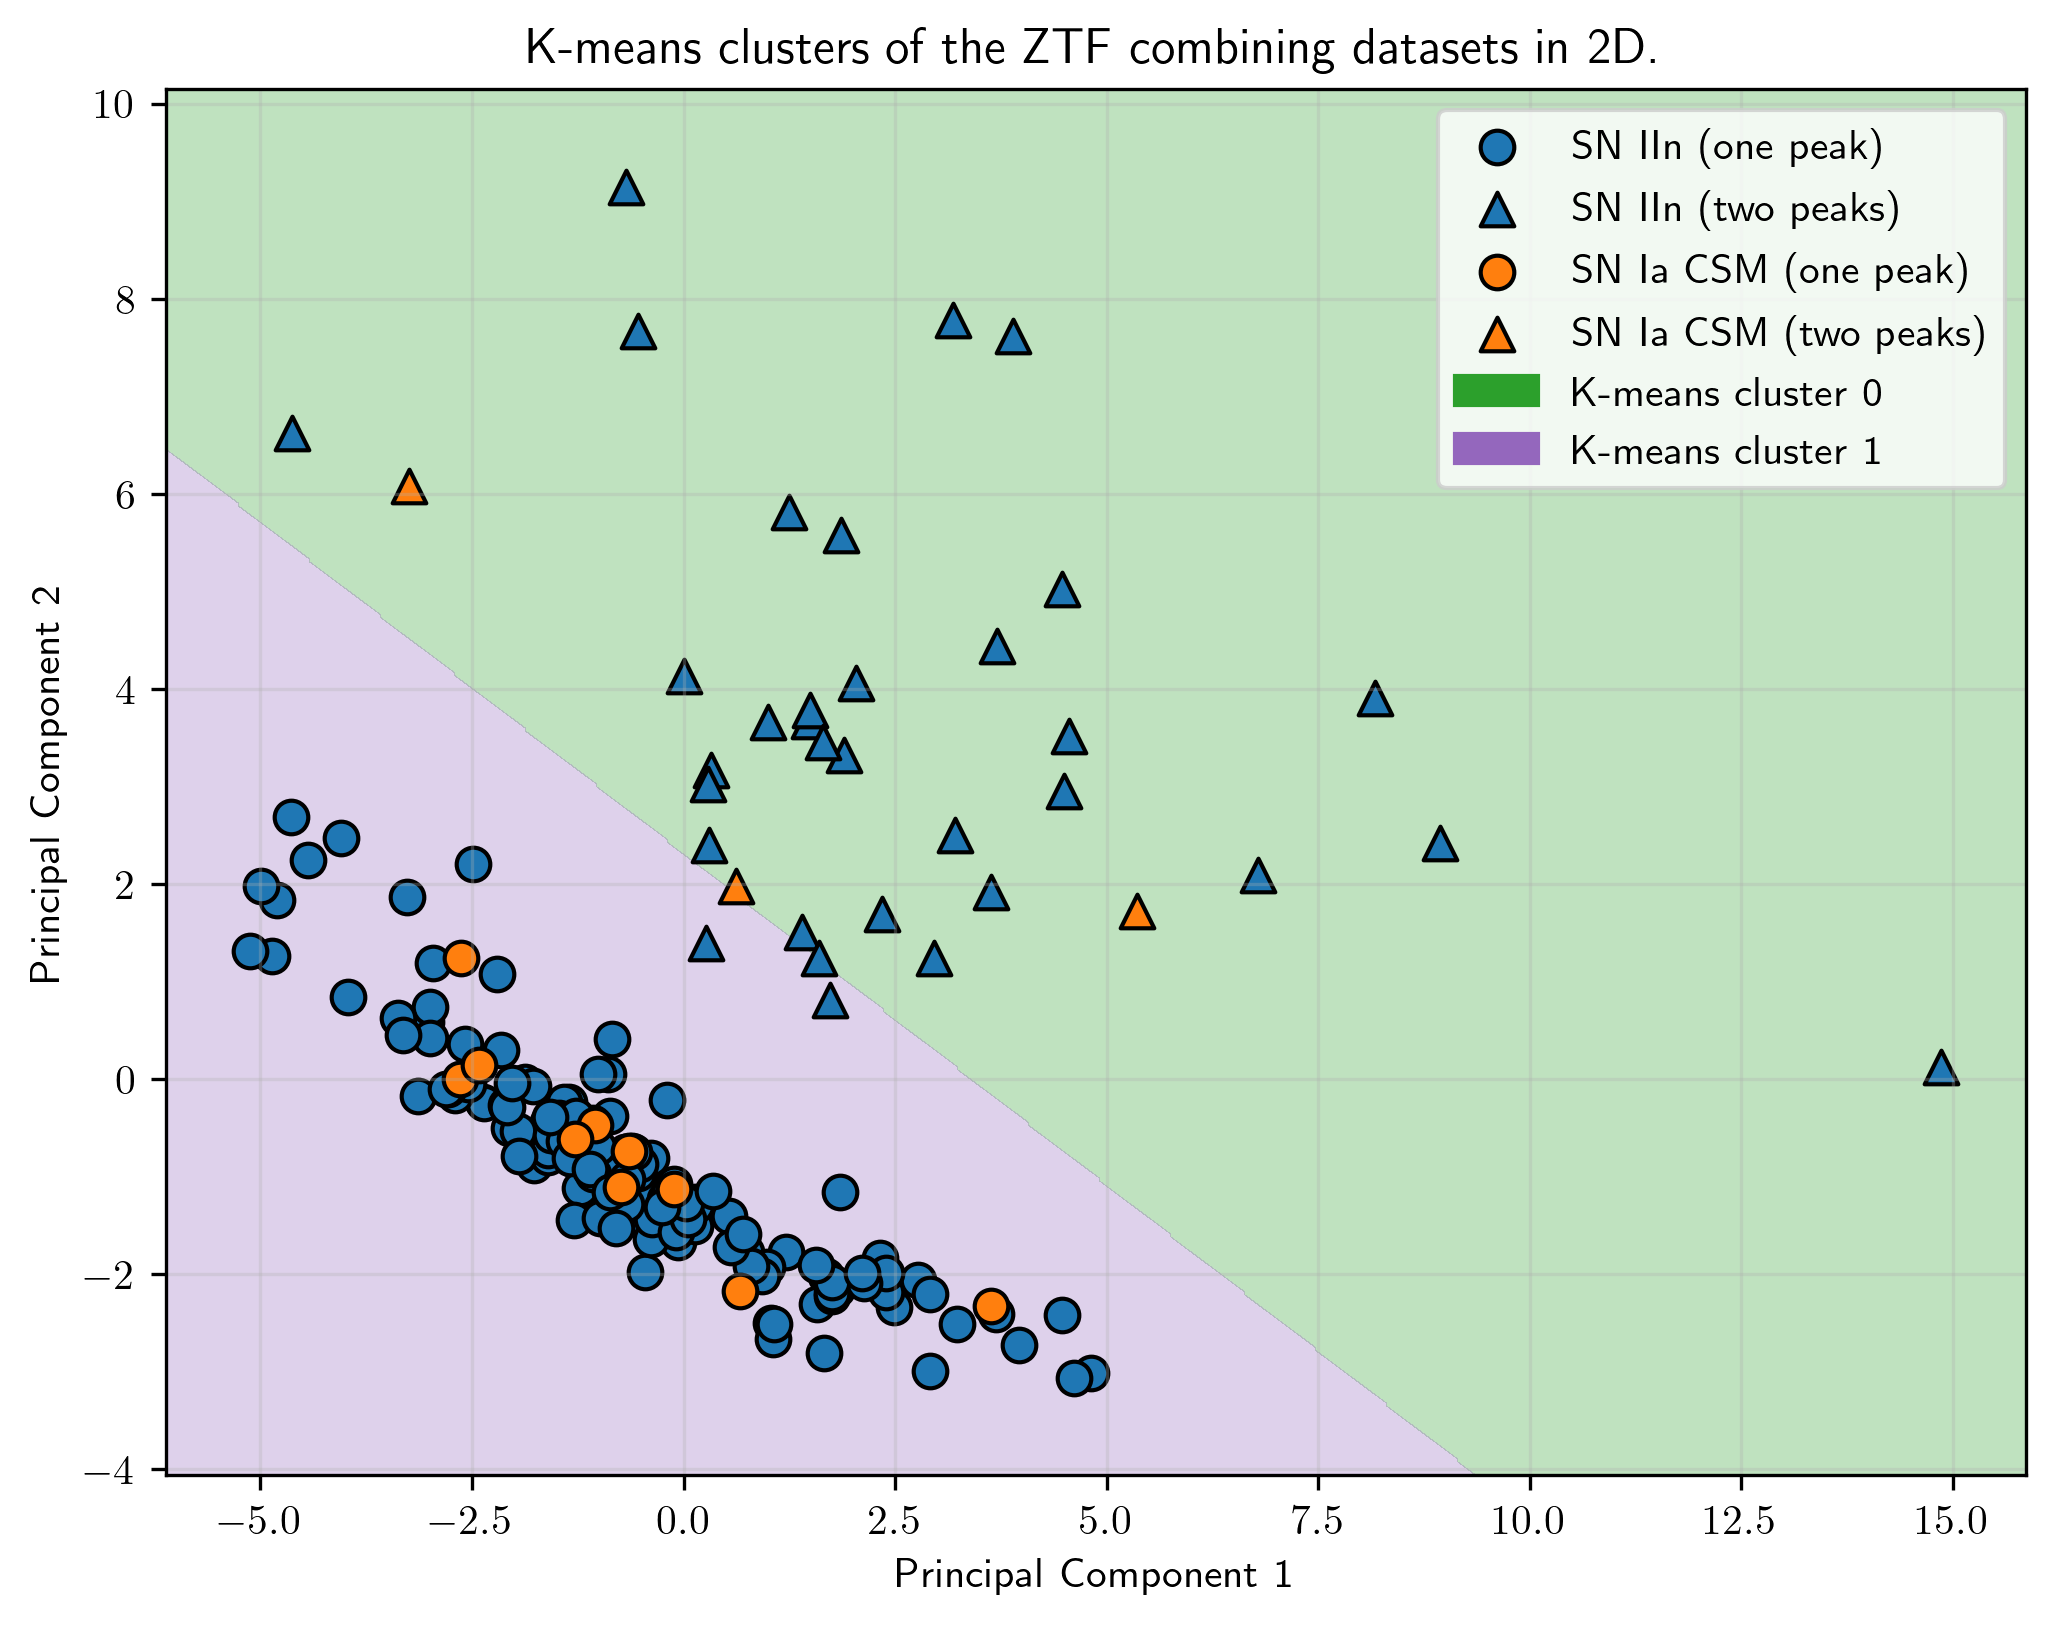 K-means clusters of the ZTF combining datasets in 2D.
SN IIn (one peak)
SN IIn (two peaks)
SN Ia CSM (one peak)
SN Ia CSM (two peaks)
K-means cluster 0
K-means cluster 1
Principal Component 2
10
8
6
4
2
0
−2
−4
−5.0 −2.5 0.0 2.5 5.0 7.5 10.0 12.5 15.0
Principal Component 1